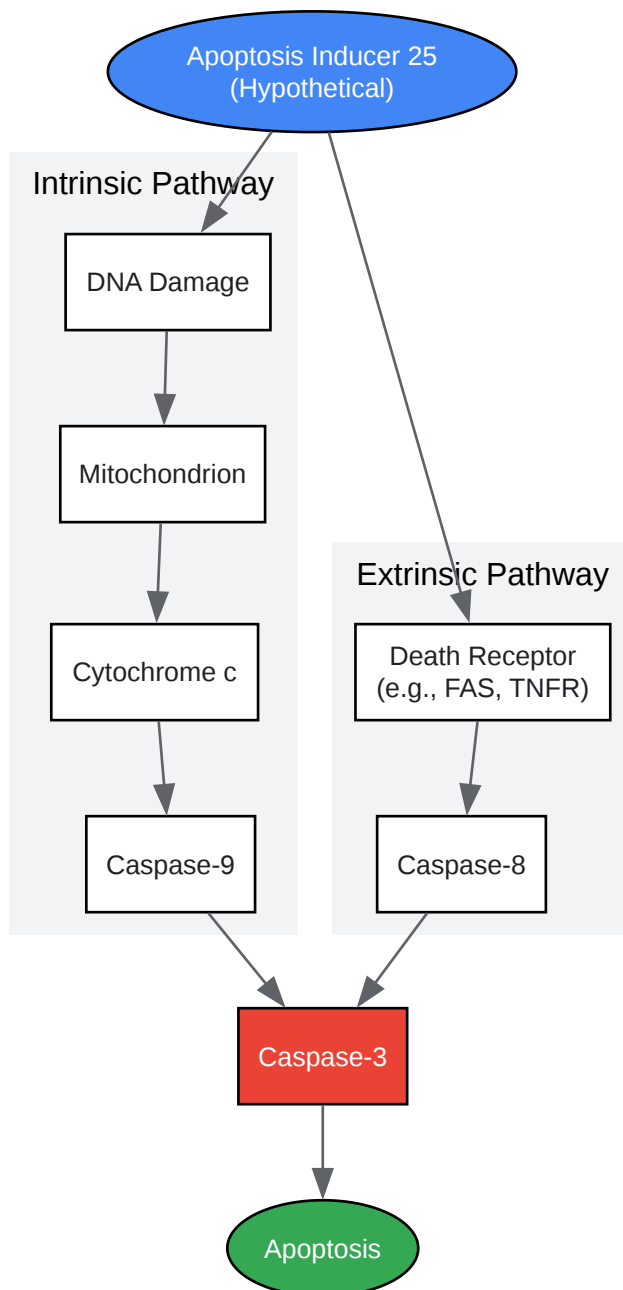 Apoptosis Inducer 25
(Hypothetical)
Intrinsic Pathway
DNA Damage
Mitochondrion
Cytochrome c
Caspase-9
Extrinsic Pathway
Death Receptor
(e.g., FAS, TNFR)
Caspase-8
Caspase-3
Apoptosis